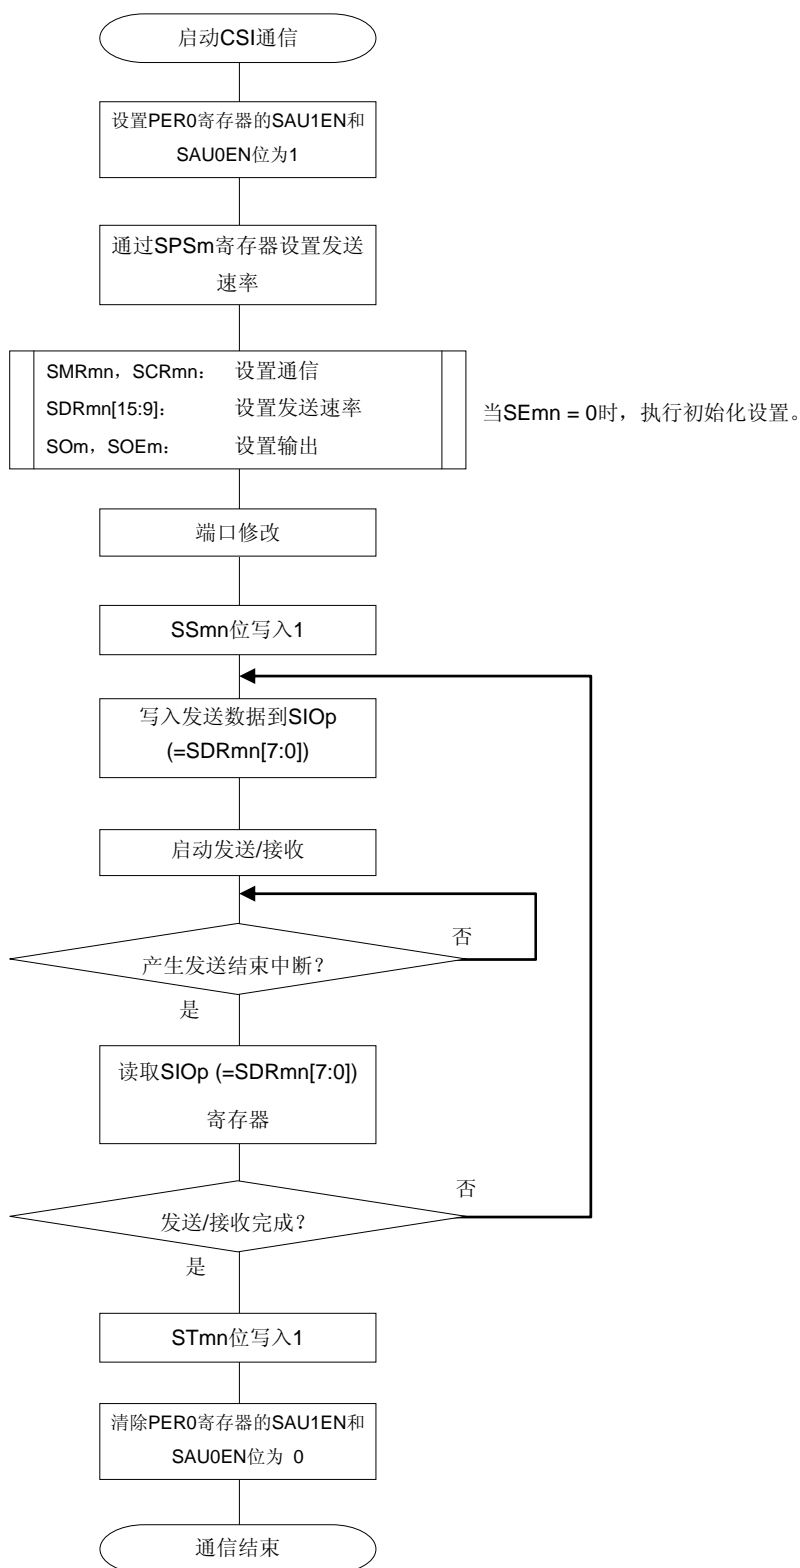 启动CSI通信
设置PER0寄存器的SAU1EN和
SAU0EN位为1
通过SPSm寄存器设置发送
速率
SMRmn，SCRmn： 设置通信
SDRmn[15:9]： 设置发送速率
SOm，SOEm： 设置输出
当SEmn = 0时，执行初始化设置。
端口修改
SSmn位写入1
写入发送数据到SIOp
(=SDRmn[7:0])
启动发送/接收
否
产生发送结束中断？
是
读取SIOp (=SDRmn[7:0])
寄存器
否
发送/接收完成？
是
STmn位写入1
清除PER0寄存器的SAU1EN和
SAU0EN位为 0
通信结束